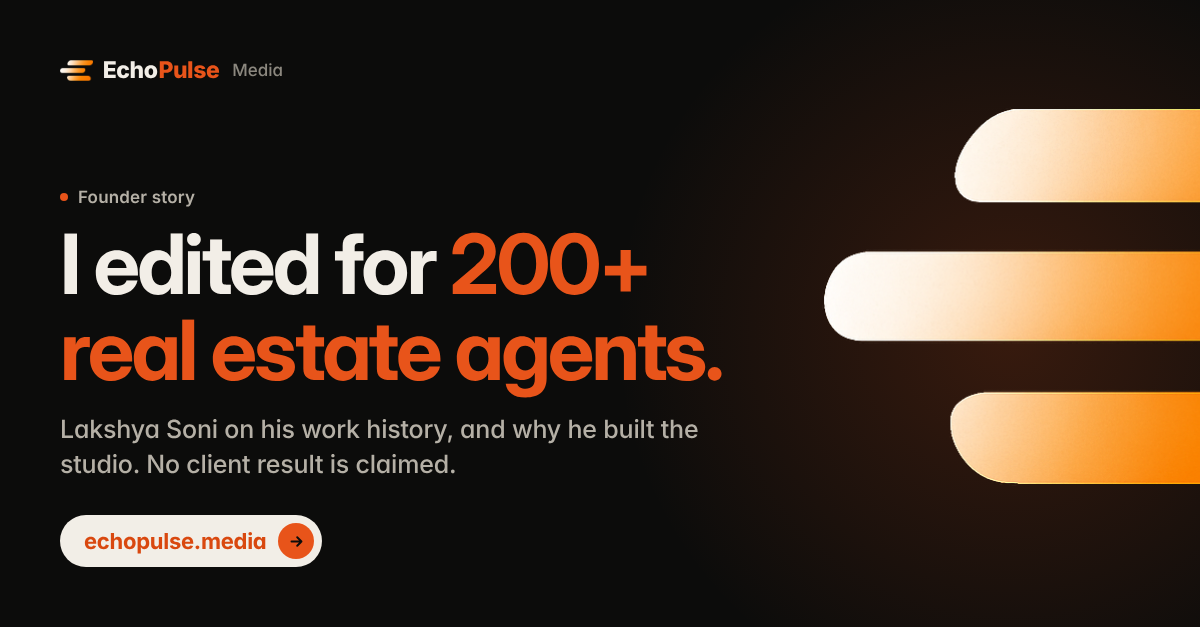 EchoPulse Media
Founder story
I edited for 200+
real estate agents.
Lakshya Soni on his work history, and why he built the
studio. No client result is claimed.
echopulse.media